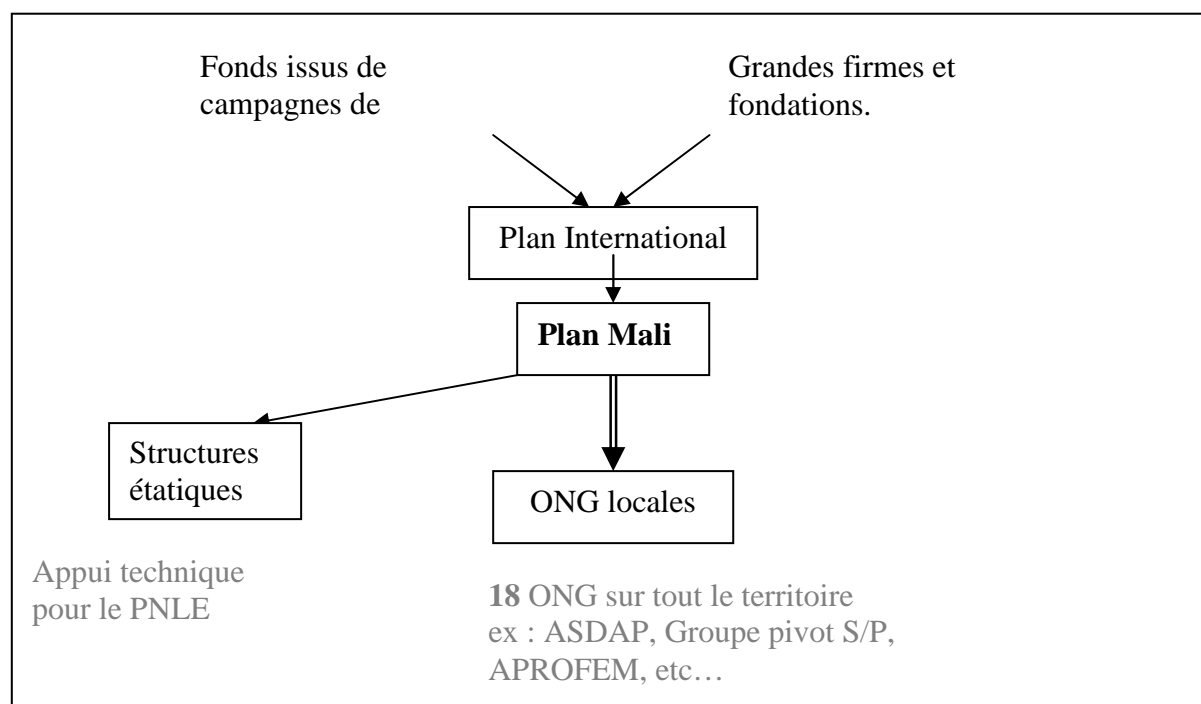 Fonds issus de
campagnes de
Grandes firmes et
fondations.
Plan International
Plan Mali
Structures
étatiques
ONG locales
Appui technique
pour le PNLE
18 ONG sur tout le territoire
ex : ASDAP, Groupe pivot S/P,
APROFEM, etc…